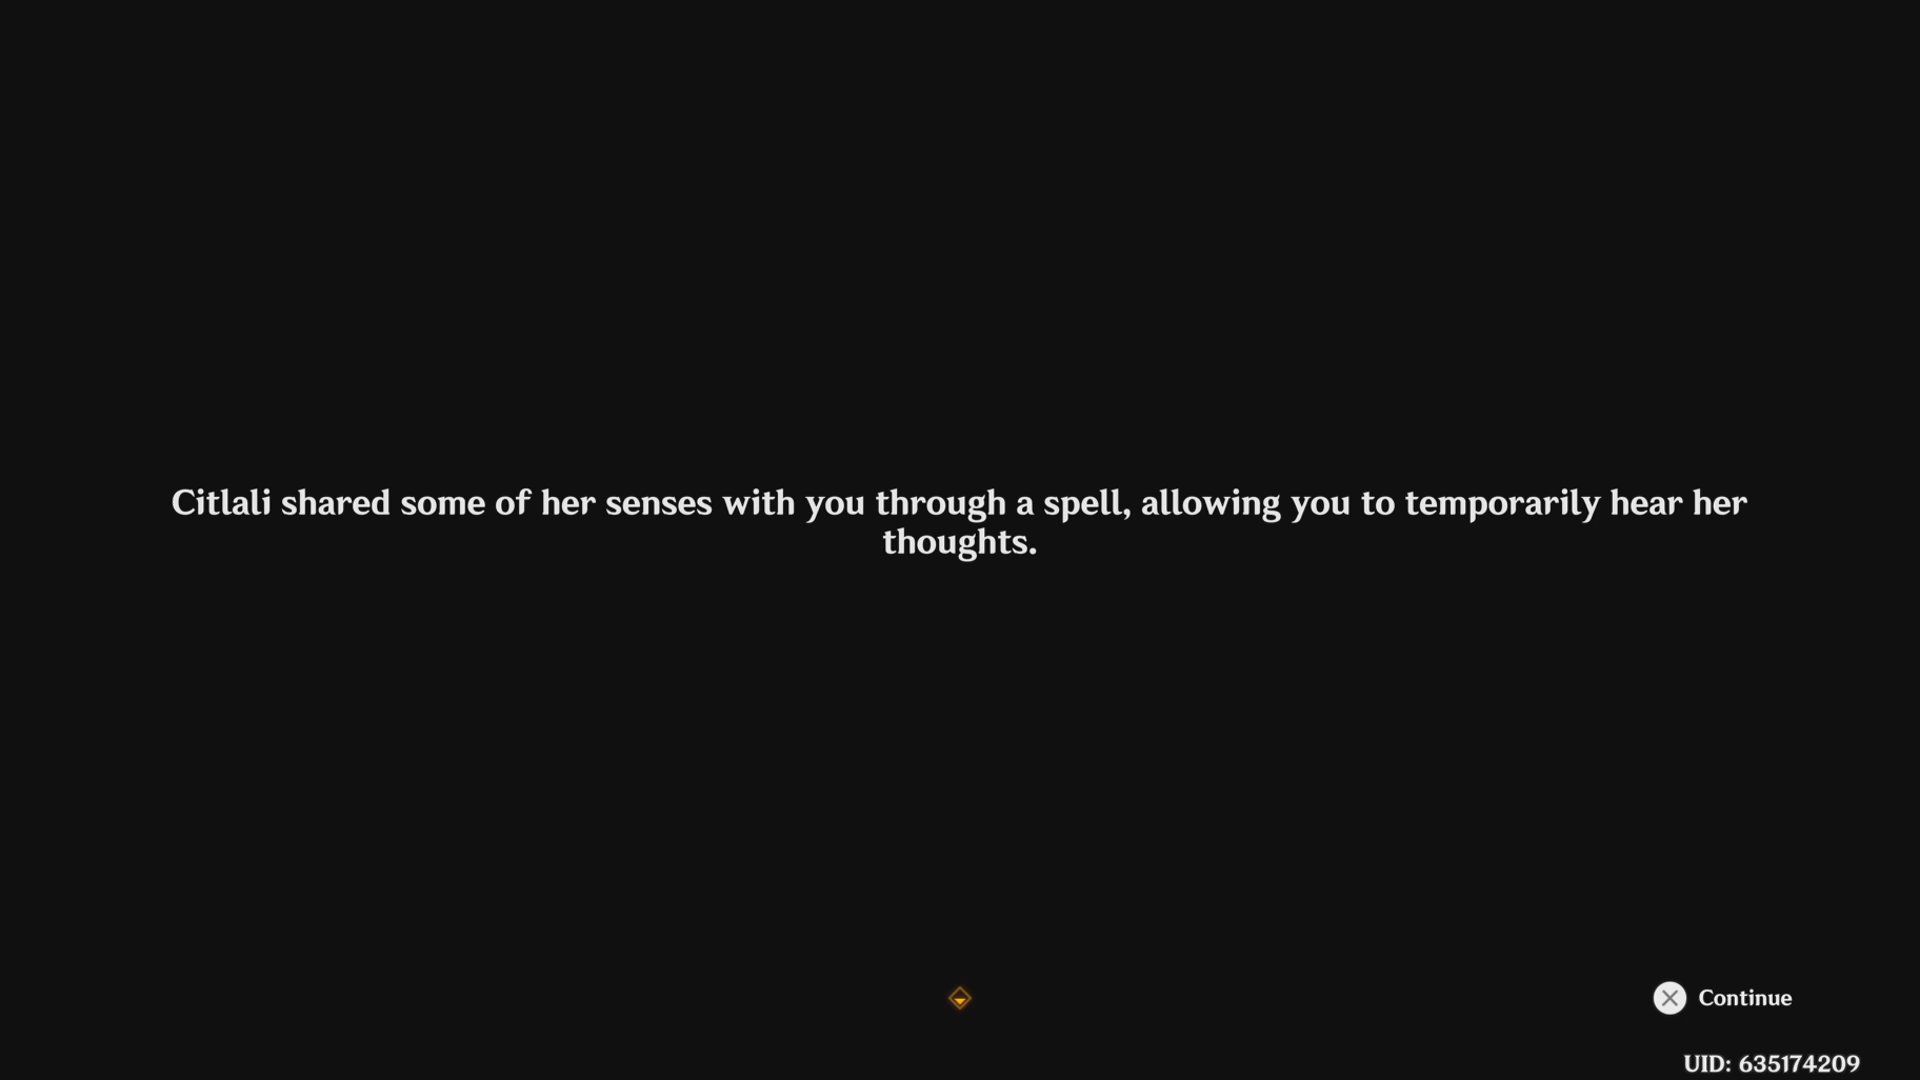 Citlali shared some of her senses with you through a spell, allowing you to temporarily hear her
thoughts.
Continue
UID: 635174209